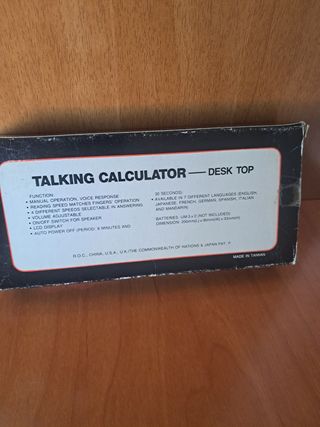 TALKING CALCULATOR — DESK TOP
FUNCTION:
• MANUAL OPERATION, VOICE RESPONSE
• READING SPEED MATCHES FINGERS' OPERATION
• 4 DIFFERENT SPEEDS SELECTABLE IN ANSWERING
• VOLUME ADJUSTABLE
• ON/OFF SWITCH FOR SPEAKER
• LCD DISPLAY
• AUTO POWER OFF (PERIOD: 6 MINUTES AND
30 SECONDS)
• AVAILABLE IN 7 DIFFERENT LANGUAGES (ENGLISH,
JAPANESE, FRENCH, GERMAN, SPANISH, ITALIAN
AND MANDARIN)
BATTERIES: UM 3 x 2 (NOT INCLUDED)
DIMENSION:
R.O.C., CHINA, U.S.A., U.K./THE COMMONWEALTH OF NATIONS & JAPAN PAT.
MADE IN TAIWAN